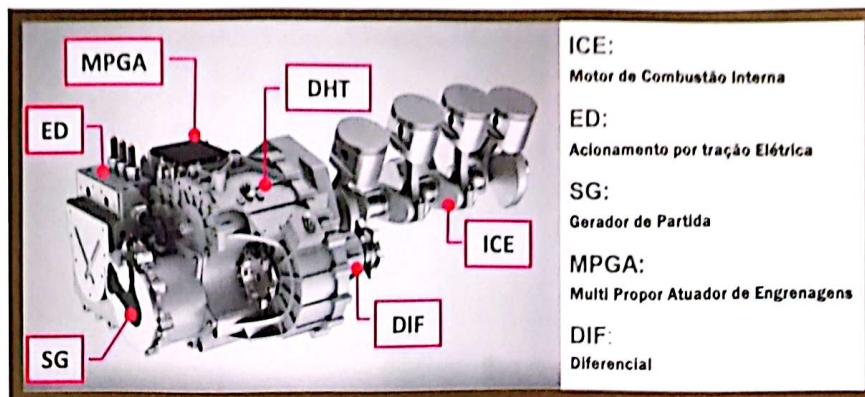 MPGA
DHT
ED
ICE
DIF
SG
ICE:
Motor de Combustão Interna
ED:
Acionamento por tração Elétrica
SG:
Gerador de Partida
MPGA:
Multi Propor Atuador de Engrenagens
DIF:
Diferencial